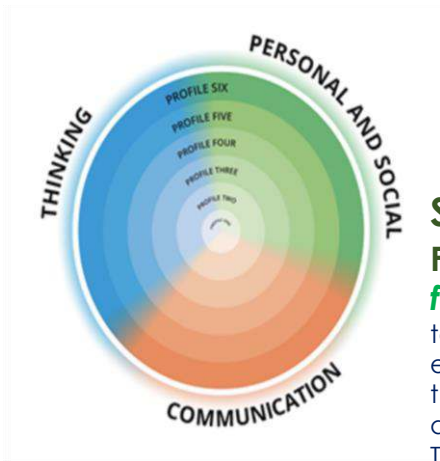 PERSONAL AND SOCIAL
THINKING
PROFILE SIX
PROFILE FIVE
PROFILE FOUR
PROFILE THREE
PROFILE TWO
COMMUNICATION